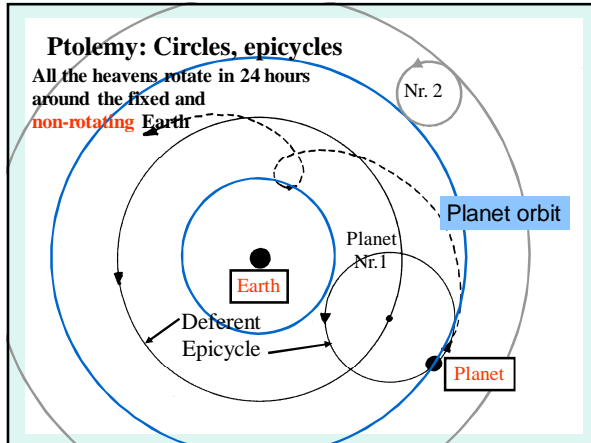 Ptolemy: Circles, epicycles
All the heavens rotate in 24 hours
around the fixed and
non-rotating Earth
Nr. 2
Planet orbit
Planet
Nr.1
Earth
Deferent
Epicycle
Planet